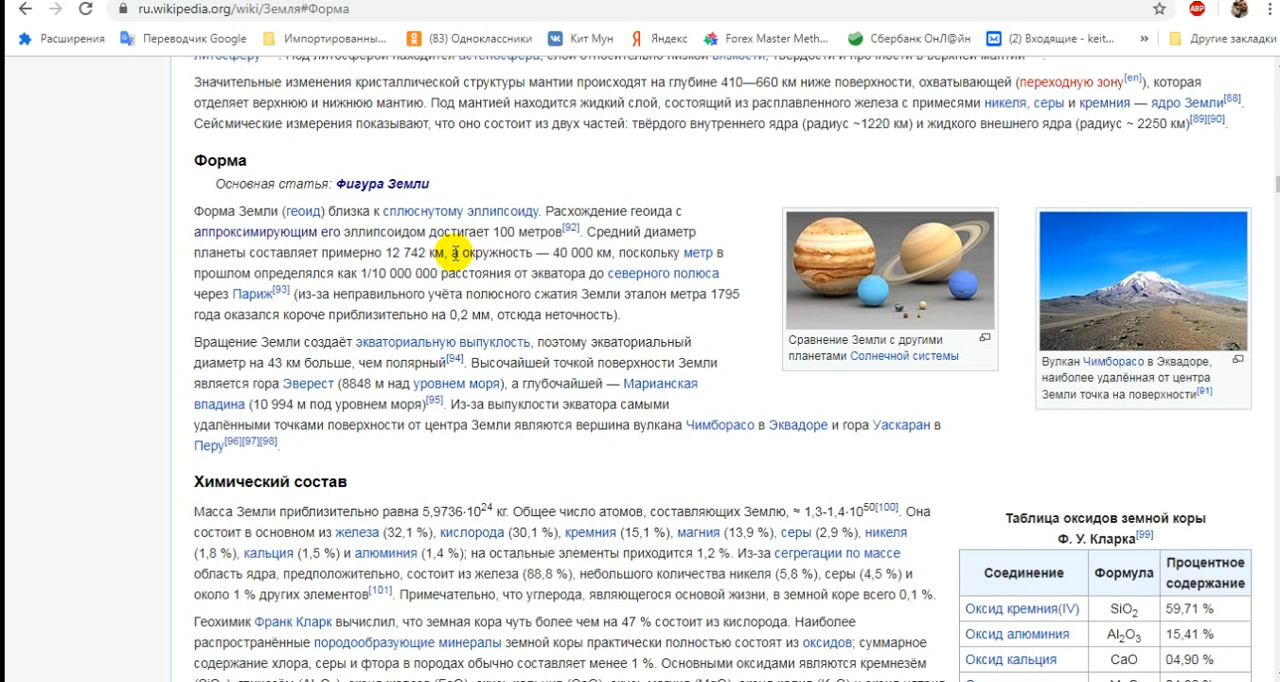 ru.wikipedia.org/wiki/Земля#Форма
ABP
Расширения Переводчик Google Импортированны... (83) Одноклассники Кит Мун Яндекс Forex Master Meth... Сбербанк ОнЛ@йн (2) Входящие - keit... » Другие закладки
Значительные изменения кристаллической структуры мантии происходят на глубине 410—660 км ниже поверхности, охватывающей (переходную зону[en]), которая
отделяет верхнюю и нижнюю мантию. Под мантией находится жидкий слой, состоящий из расплавленного железа с примесями никеля, серы и кремния — ядро Земли[88].
Сейсмические измерения показывают, что оно состоит из двух частей: твёрдого внутреннего ядра (радиус ~1220 км) и жидкого внешнего ядра (радиус ~ 2250 км)[89][90].
Форма
Основная статья: Фигура Земли
Форма Земли (геоид) близка к сплюснутому эллипсоиду. Расхождение геоида с
аппроксимирующим его эллипсоидом достигает 100 метров[92]. Средний диаметр
планеты составляет примерно 12 742 км, а окружность — 40 000 км, поскольку метр в
прошлом определялся как 1/10 000 000 расстояния от экватора до северного полюса
через Париж[93] (из-за неправильного учёта полюсного сжатия Земли эталон метра 1795
года оказался короче приблизительно на 0,2 мм, отсюда неточность).
Вращение Земли создаёт экваториальную выпуклость, поэтому экваториальный
диаметр на 43 км больше, чем полярный[94]. Высочайшей точкой поверхности Земли
является гора Эверест (8848 м над уровнем моря), а глубочайшей — Марианская
впадина (10 994 м под уровнем моря)[95]. Из-за выпуклости экватора самыми
удалёнными точками поверхности от центра Земли являются вершина вулкана Чимборасо в Эквадоре и гора Уаскаран в
Перу[96][97][98].
Сравнение Земли с другими
планетами Солнечной системы
Вулкан Чимборасо в Эквадоре,
наиболее удалённая от центра
Земли точка на поверхности[91]
Химический состав
Масса Земли приблизительно равна 5,9736·10²⁴ кг. Общее число атомов, составляющих Землю, ≈ 1,3-1,4·10⁵⁰[100]. Она
состоит в основном из железа (32,1 %), кислорода (30,1 %), кремния (15,1 %), магния (13,9 %), серы (2,9 %), никеля
(1,8 %), кальция (1,5 %) и алюминия (1,4 %); на остальные элементы приходится 1,2 %. Из-за сегрегации по массе
область ядра, предположительно, состоит из железа (88,8 %), небольшого количества никеля (5,8 %), серы (4,5 %) и
около 1 % других элементов[101]. Примечательно, что углерода, являющегося основой жизни, в земной коре всего 0,1 %.
Геохимик Франк Кларк вычислил, что земная кора чуть более чем на 47 % состоит из кислорода. Наиболее
распространённые породообразующие минералы земной коры практически полностью состоят из оксидов; суммарное
содержание хлора, серы и фтора в породах обычно составляет менее 1 %. Основными оксидами являются кремнезём
Таблица оксидов земной коры
Ф. У. Кларка[99]
Соединение Формула Процентное содержание
Оксид кремния(IV) SiO₂ 59,71 %
Оксид алюминия Al₂O₃ 15,41 %
Оксид кальция CaO 04,90 %